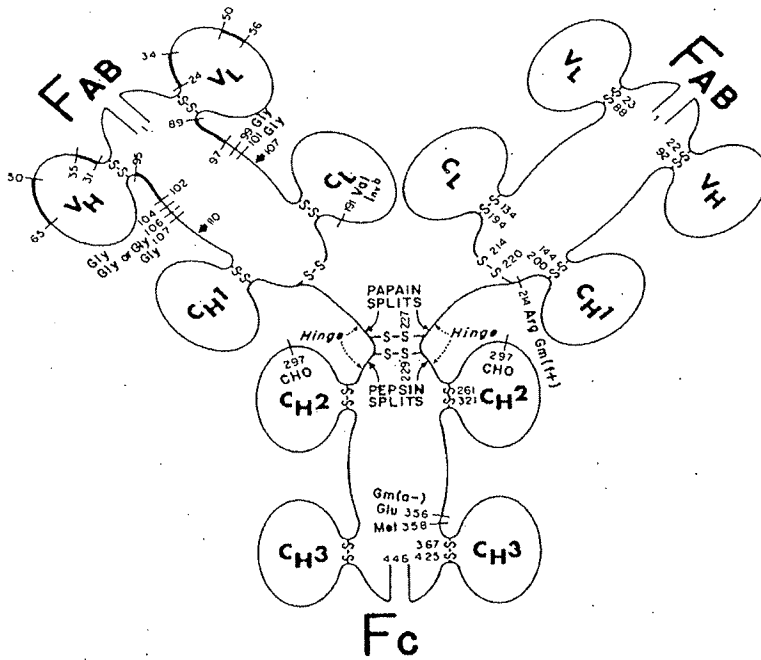 FAB
50
56
34
24
VL
S-S
89
99 Gly
101 Gly
97
107
30
35
31
S-S
95
VH
63
102
104
106
107
110
Gly
Gly or Gly
Gly
CL
191 Val
Inv b
S-S
S-S
S-S
CH1
FAB
VL
S-S
23
88
22
92
S-S
VH
CL
S-S
134
194
214
S-S
220
144
200
S-S
CH1
214 Arg Gm(f+)
PAPAIN
SPLITS
227
Hinge
S-S
S-S
Hinge
229
PEPSIN
SPLITS
297
CHO
CH2
S-S
297
CHO
S-S
261
321
CH2
Gm(a-)
Glu 356
Met 358
CH3
S-S
446
367
425
S-S
CH3
Fc